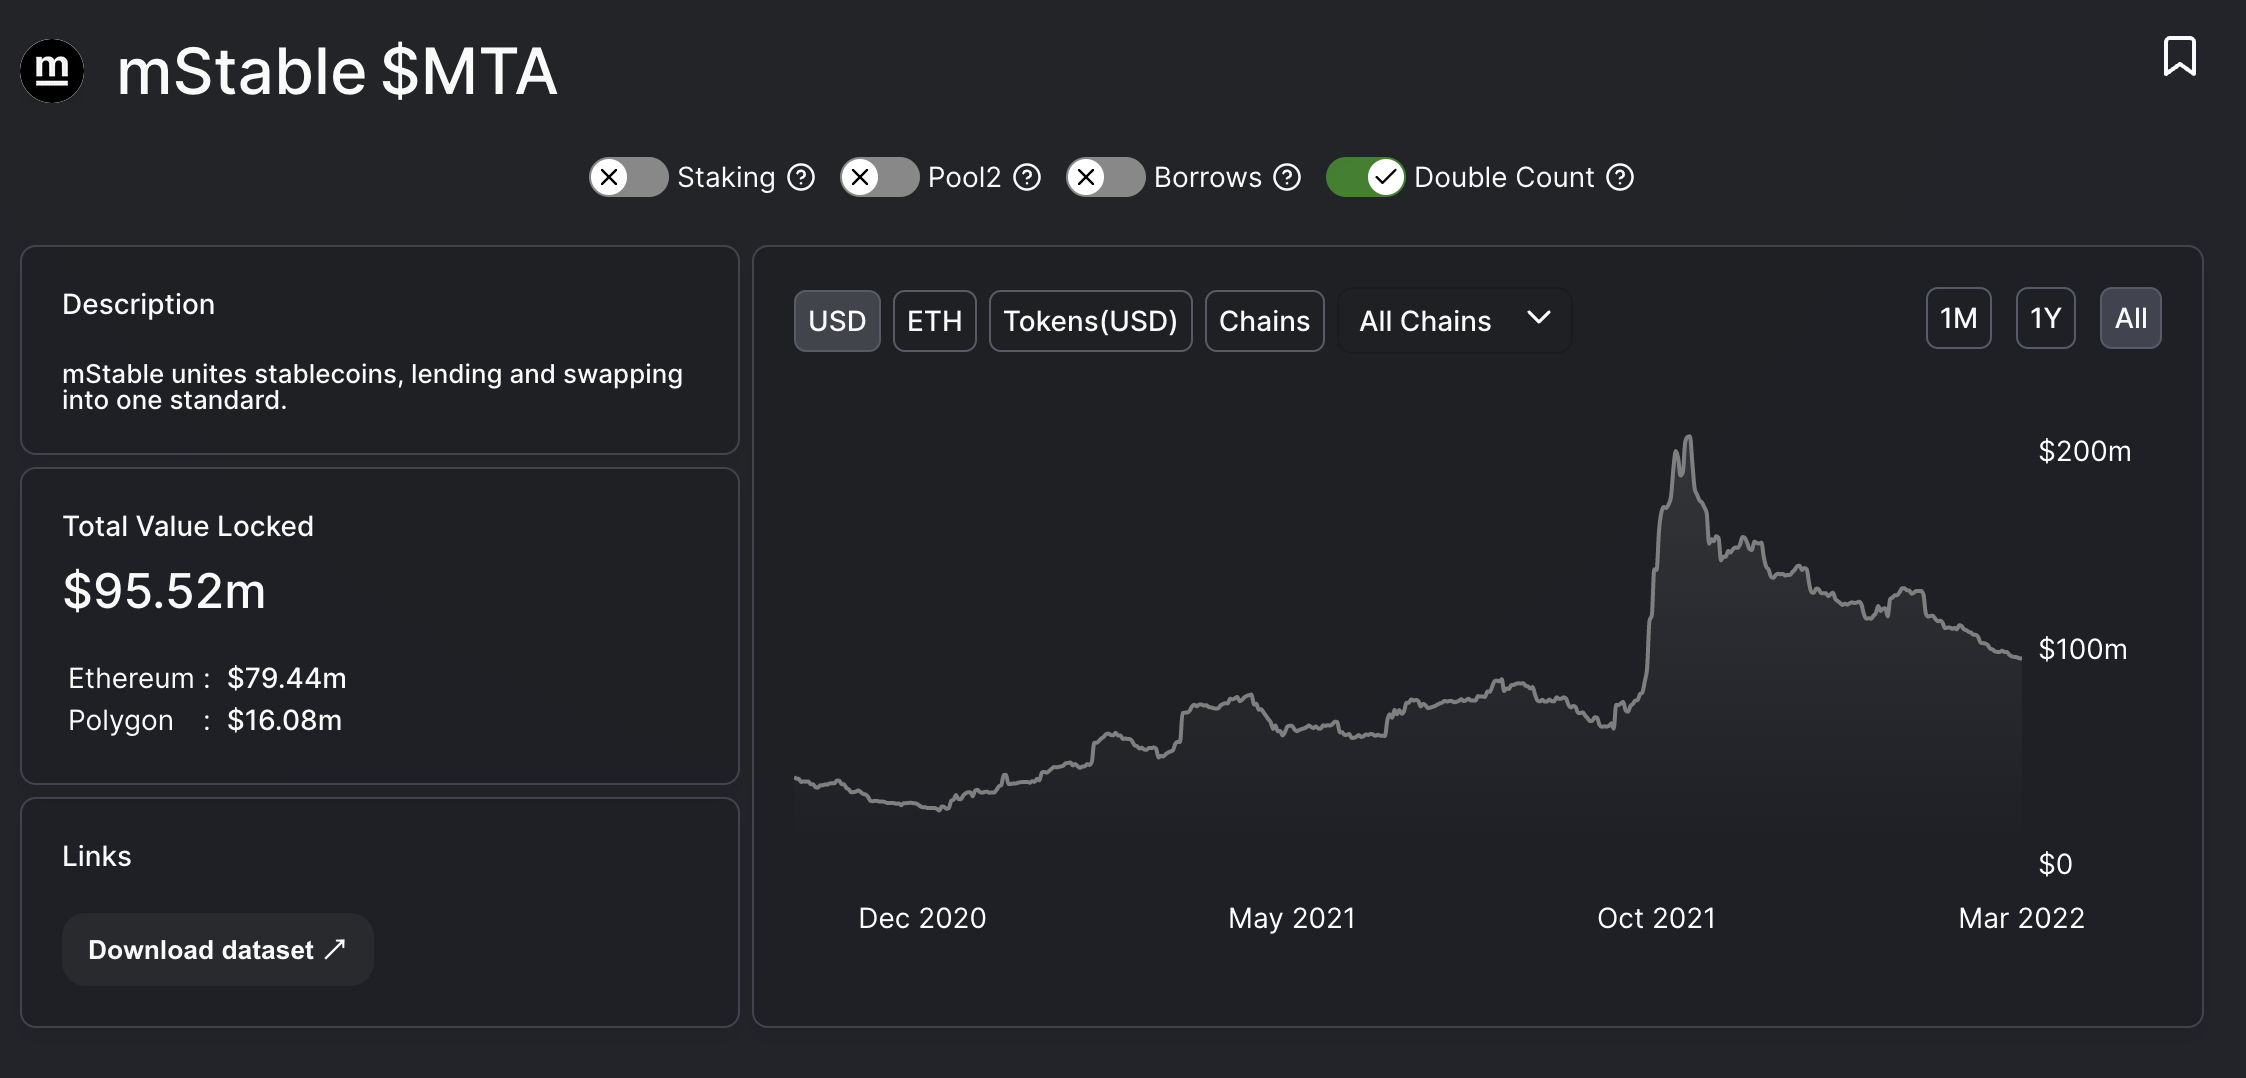 m
mStable $MTA
Staking ? Pool2 ? Borrows ? Double Count ?
Description
mStable unites stablecoins, lending and swapping
into one standard.
Total Value Locked
$95.52m
Ethereum : $79.44m
Polygon : $16.08m
Links
Download dataset ↗
USD ETH Tokens(USD) Chains All Chains 1M 1Y All
$200m
$100m
$0
Dec 2020 May 2021 Oct 2021 Mar 2022